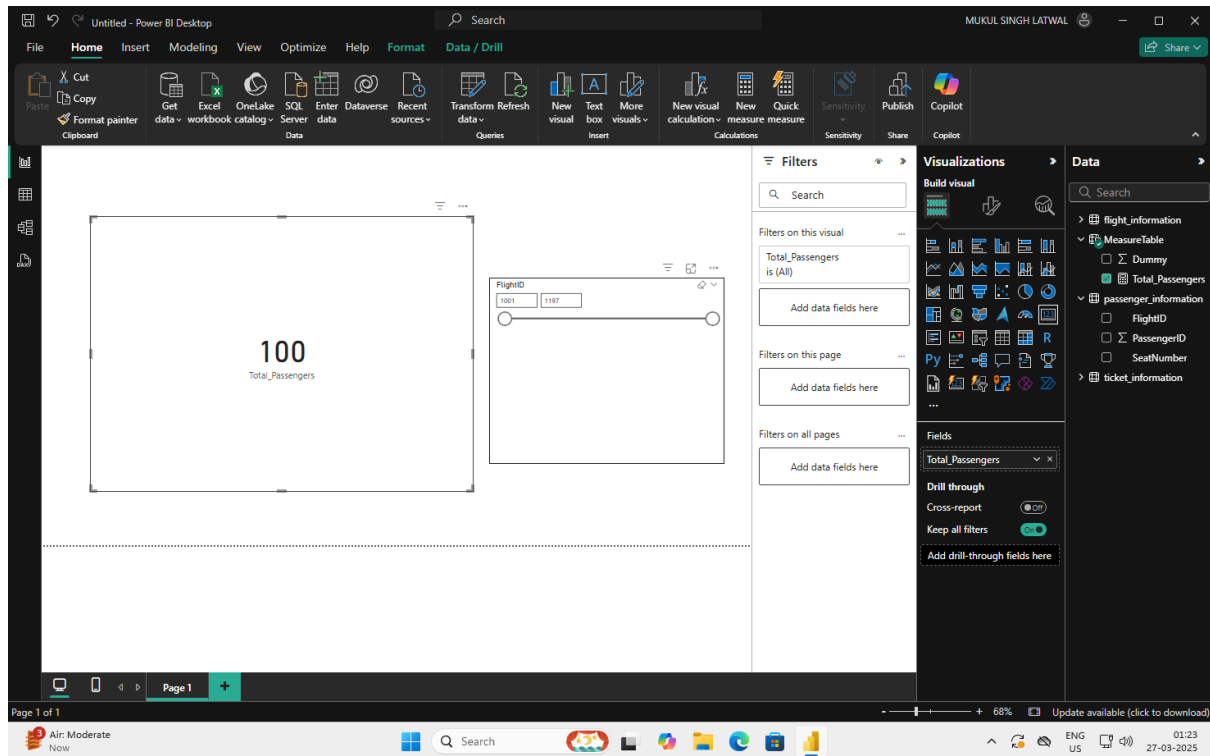 Untitled - Power BI Desktop
Search
MUKUL SINGH LATWAL
File Home Insert Modeling View Optimize Help Format Data / Drill
Share
Paste
Cut
Copy
Format painter
Clipboard
Get data
Excel workbook
OneLake catalog
SQL Server
Enter data
Dataverse
Recent sources
Data
Transform data
Refresh
Queries
New visual
Text box
More visuals
Insert
New visual calculation
New measure
Quick measure
Calculations
Sensitivity
Sensitivity
Publish
Share
Copilot
Copilot
100
Total_Passengers
FlightID
1001 1197
Filters
Search
Filters on this visual
Total_Passengers
is (All)
Add data fields here
Filters on this page
Add data fields here
Filters on all pages
Add data fields here
Visualizations
Build visual
123
R
Py
Fields
Total_Passengers
Drill through
Cross-report Off
Keep all filters On
Add drill-through fields here
Data
Search
flight_information
MeasureTable
Dummy
Total_Passengers
passenger_information
FlightID
PassengerID
SeatNumber
ticket_information
Page 1
Page 1 of 1
68%
Update available (click to download)
3
Air: Moderate
Now
Search
ENG
US
01:23
27-03-2025